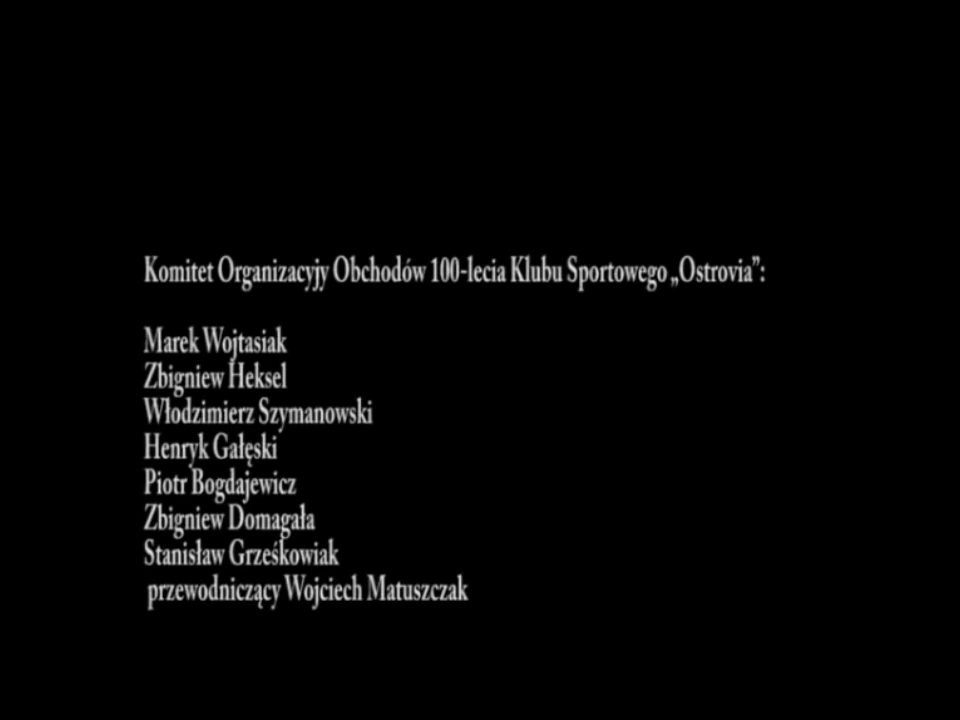 Komitet Organizacyjy Obchodów 100-lecia Klubu Sportowego „Ostrovia”:
Marek Wojtasiak
Zbigniew Heksel
Włodzimierz Szymanowski
Henryk Gałęski
Piotr Bogdajewicz
Zbigniew Domagała
Stanisław Grześkowiak
przewodniczący Wojciech Matuszczak